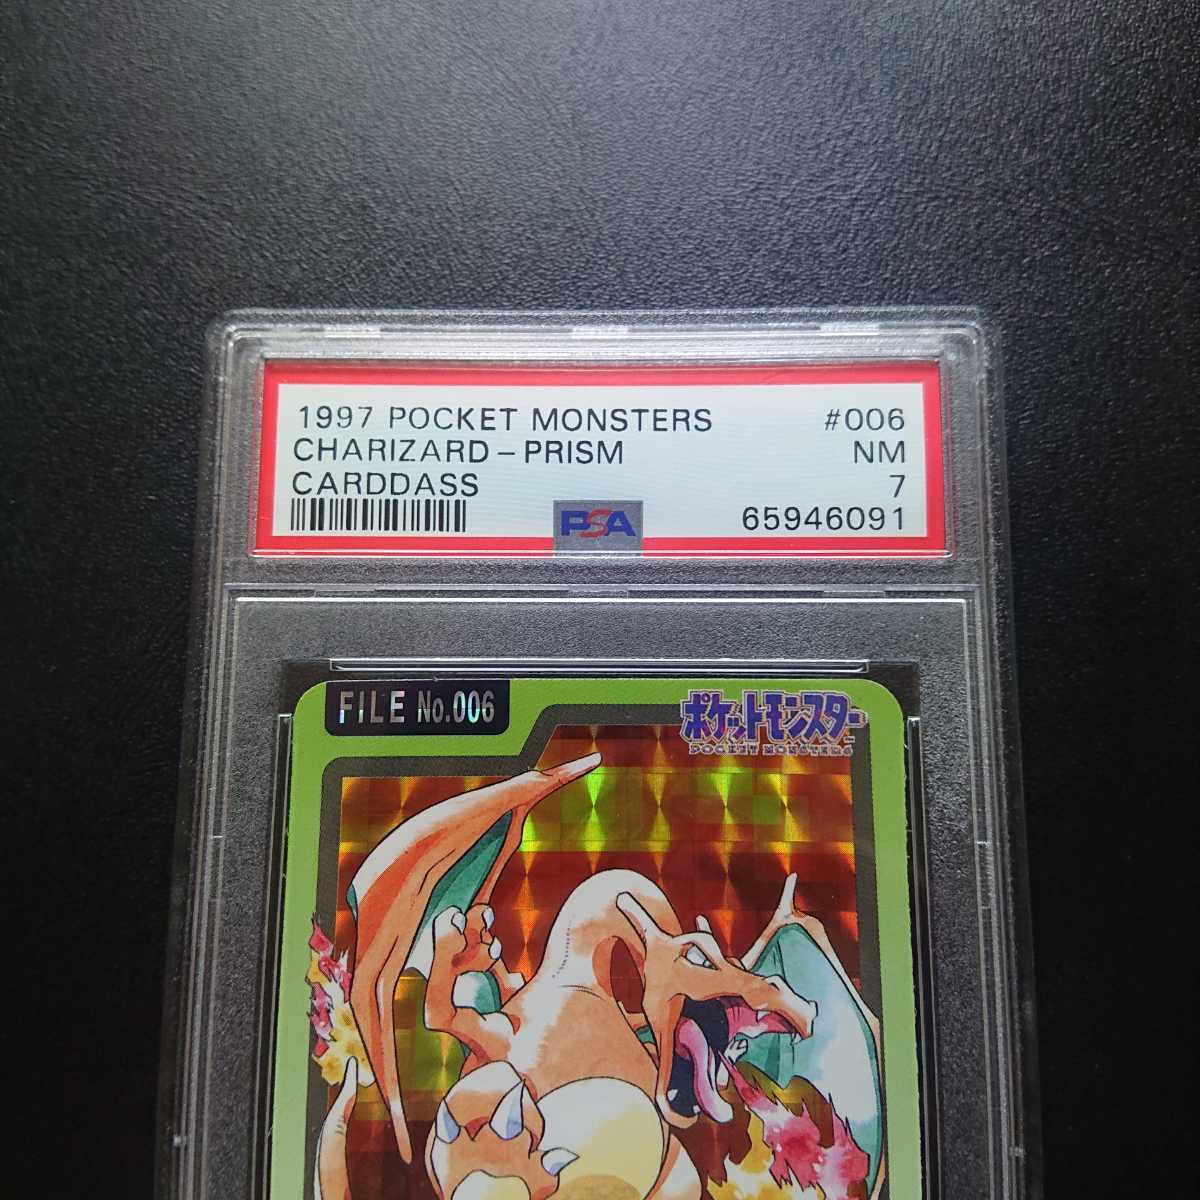 1997 POCKET MONSTERS #006
CHARIZARD-PRISM NM
CARDDASS 7
PSA 65946091
FILE No.006
ポケットモンスター
POCKET MONSTERS